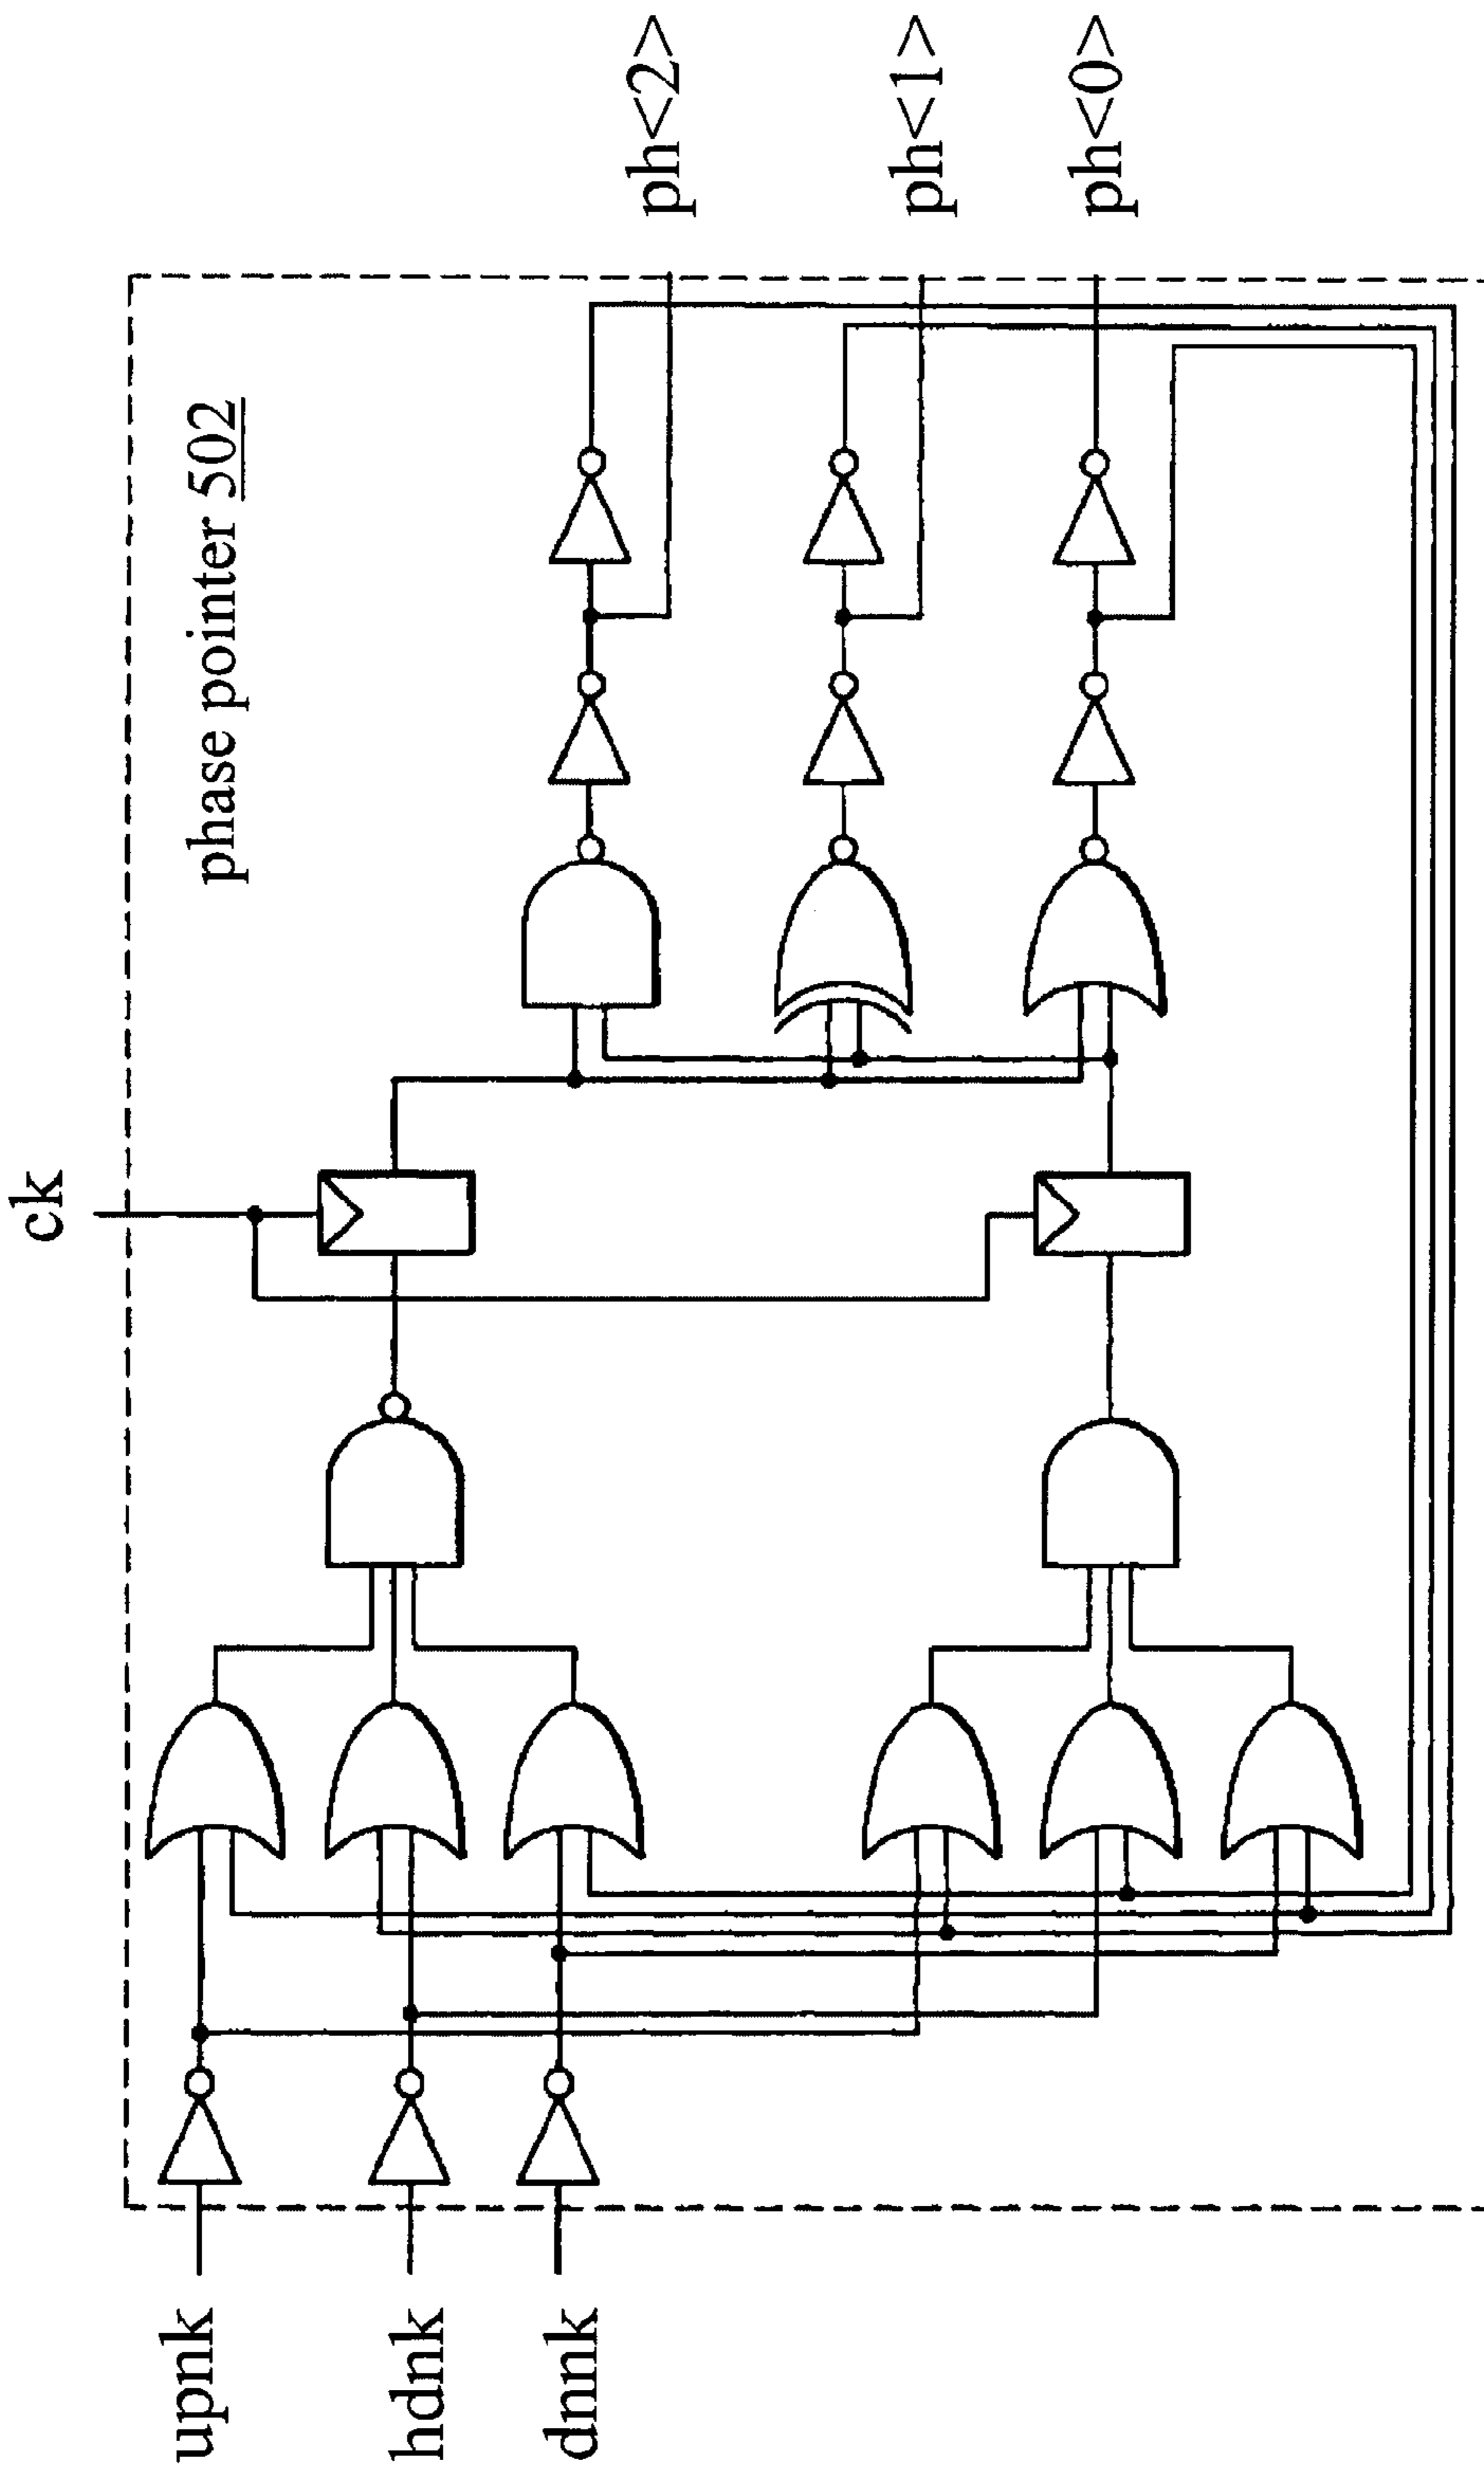 ck
phase pointer 502
upnk
hdnk
dnnk
ph<2>
ph<1>
ph<0>